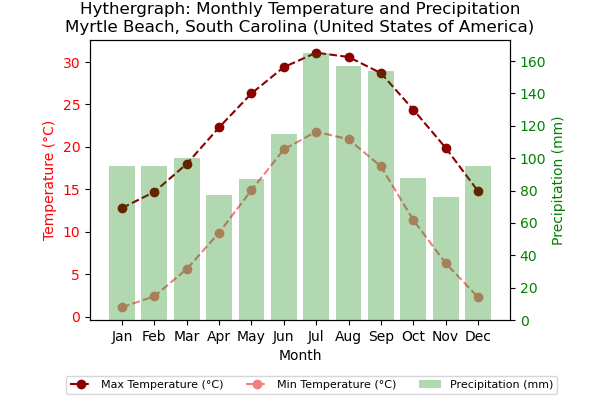 Hythergraph: Monthly Temperature and Precipitation
Myrtle Beach, South Carolina (United States of America)
30
25
20
15
10
5
0
Temperature (°C)
160
140
120
100
80
60
40
20
0
Precipitation (mm)
Jan Feb Mar Apr May Jun Jul Aug Sep Oct Nov Dec
Month
Max Temperature (°C) Min Temperature (°C) Precipitation (mm)